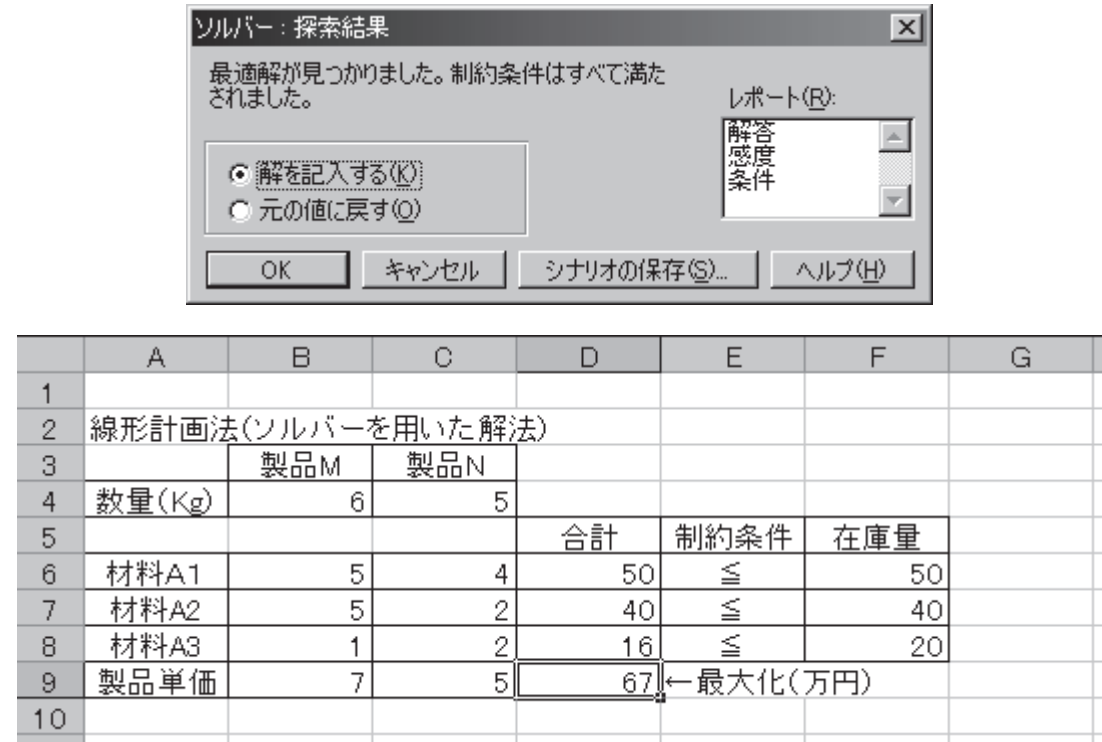 ソルバー：探索結果
最適解が見つかりました。制約条件はすべて満た
されました。
レポート(R):
解答
感度
条件
解を記入する(K)
元の値に戻す(O)
OK キャンセル シナリオの保存(S)... ヘルプ(H)
A B C D E F G
1
2 線形計画法(ソルバーを用いた解法)
3 製品M 製品N
4 数量(Kg) 6 5
5 合計 制約条件 在庫量
6 材料A1 5 4 50 ≦ 50
7 材料A2 5 2 40 ≦ 40
8 材料A3 1 2 16 ≦ 20
9 製品単価 7 5 67 ←最大化(万円)
10